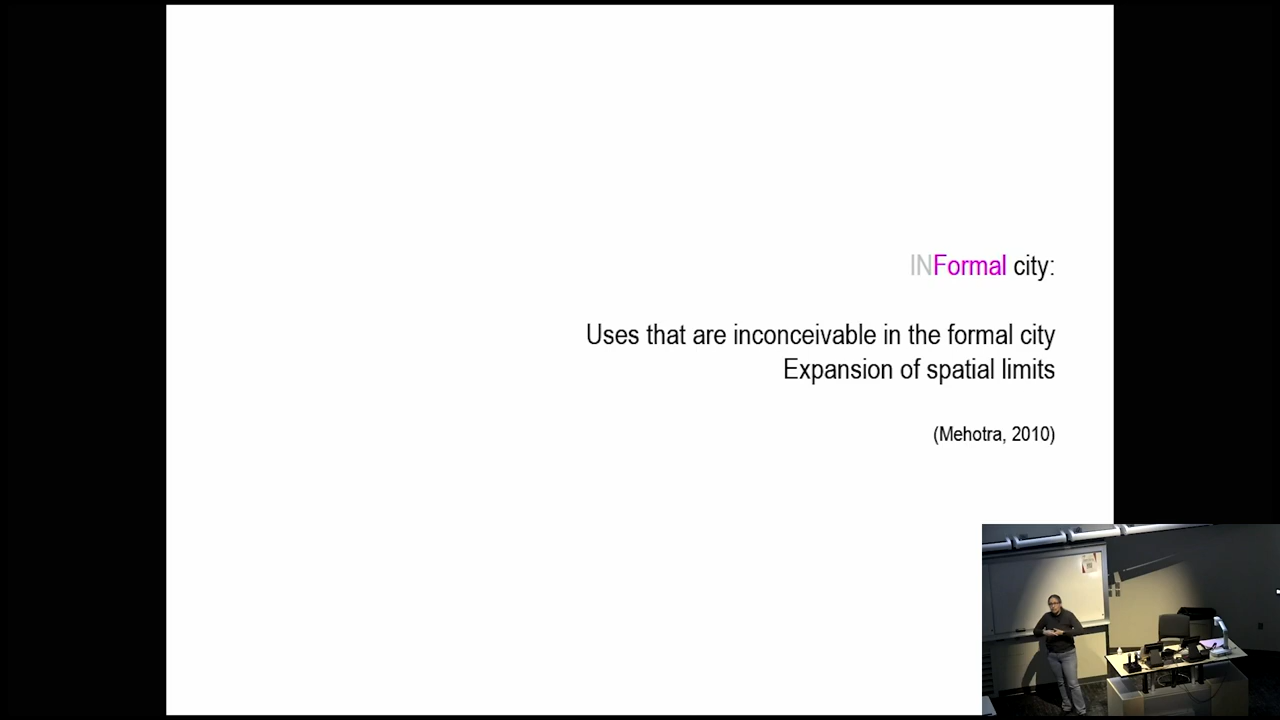 INFormal city:
Uses that are inconceivable in the formal city
Expansion of spatial limits
(Mehotra, 2010)